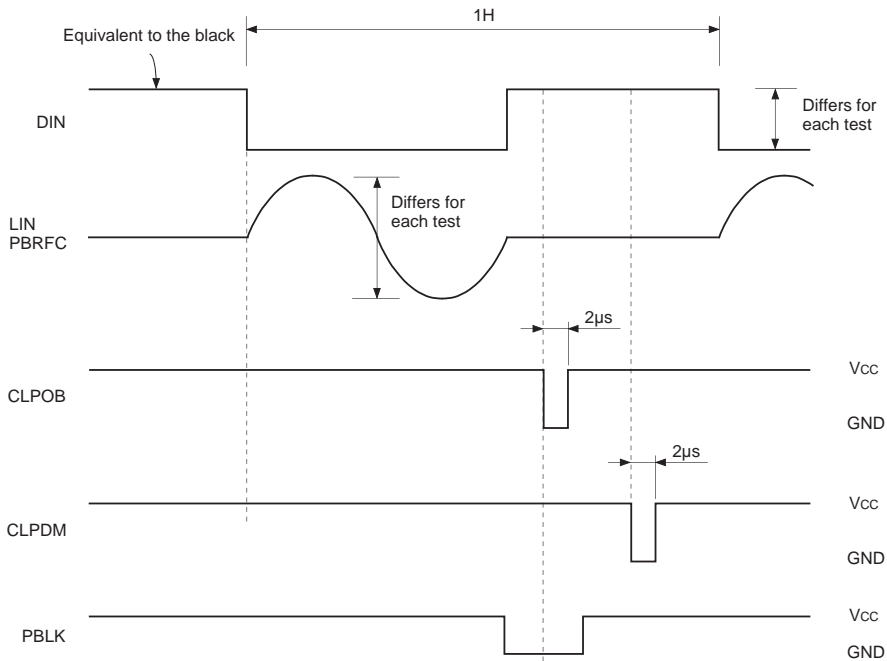 1H
Equivalent to the black
DIN
Differs for
each test
LIN
PBRFC
Differs for
each test
2µs
CLPOB
VCC
GND
2µs
CLPDM
VCC
GND
PBLK
VCC
GND